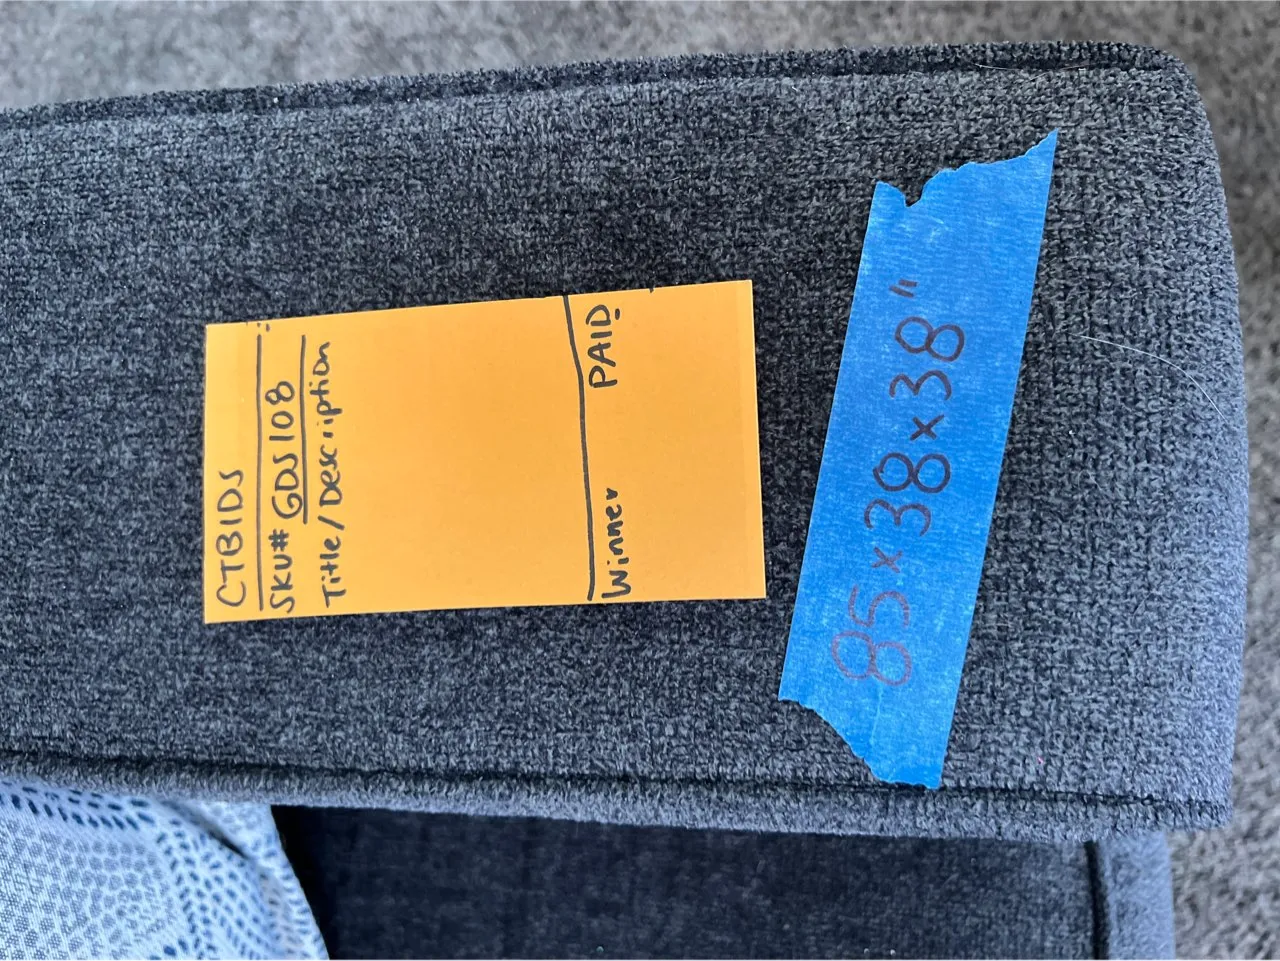 CTBIDS
SKU# GDS108
Title/Description
Winner PAID
85x38x38"